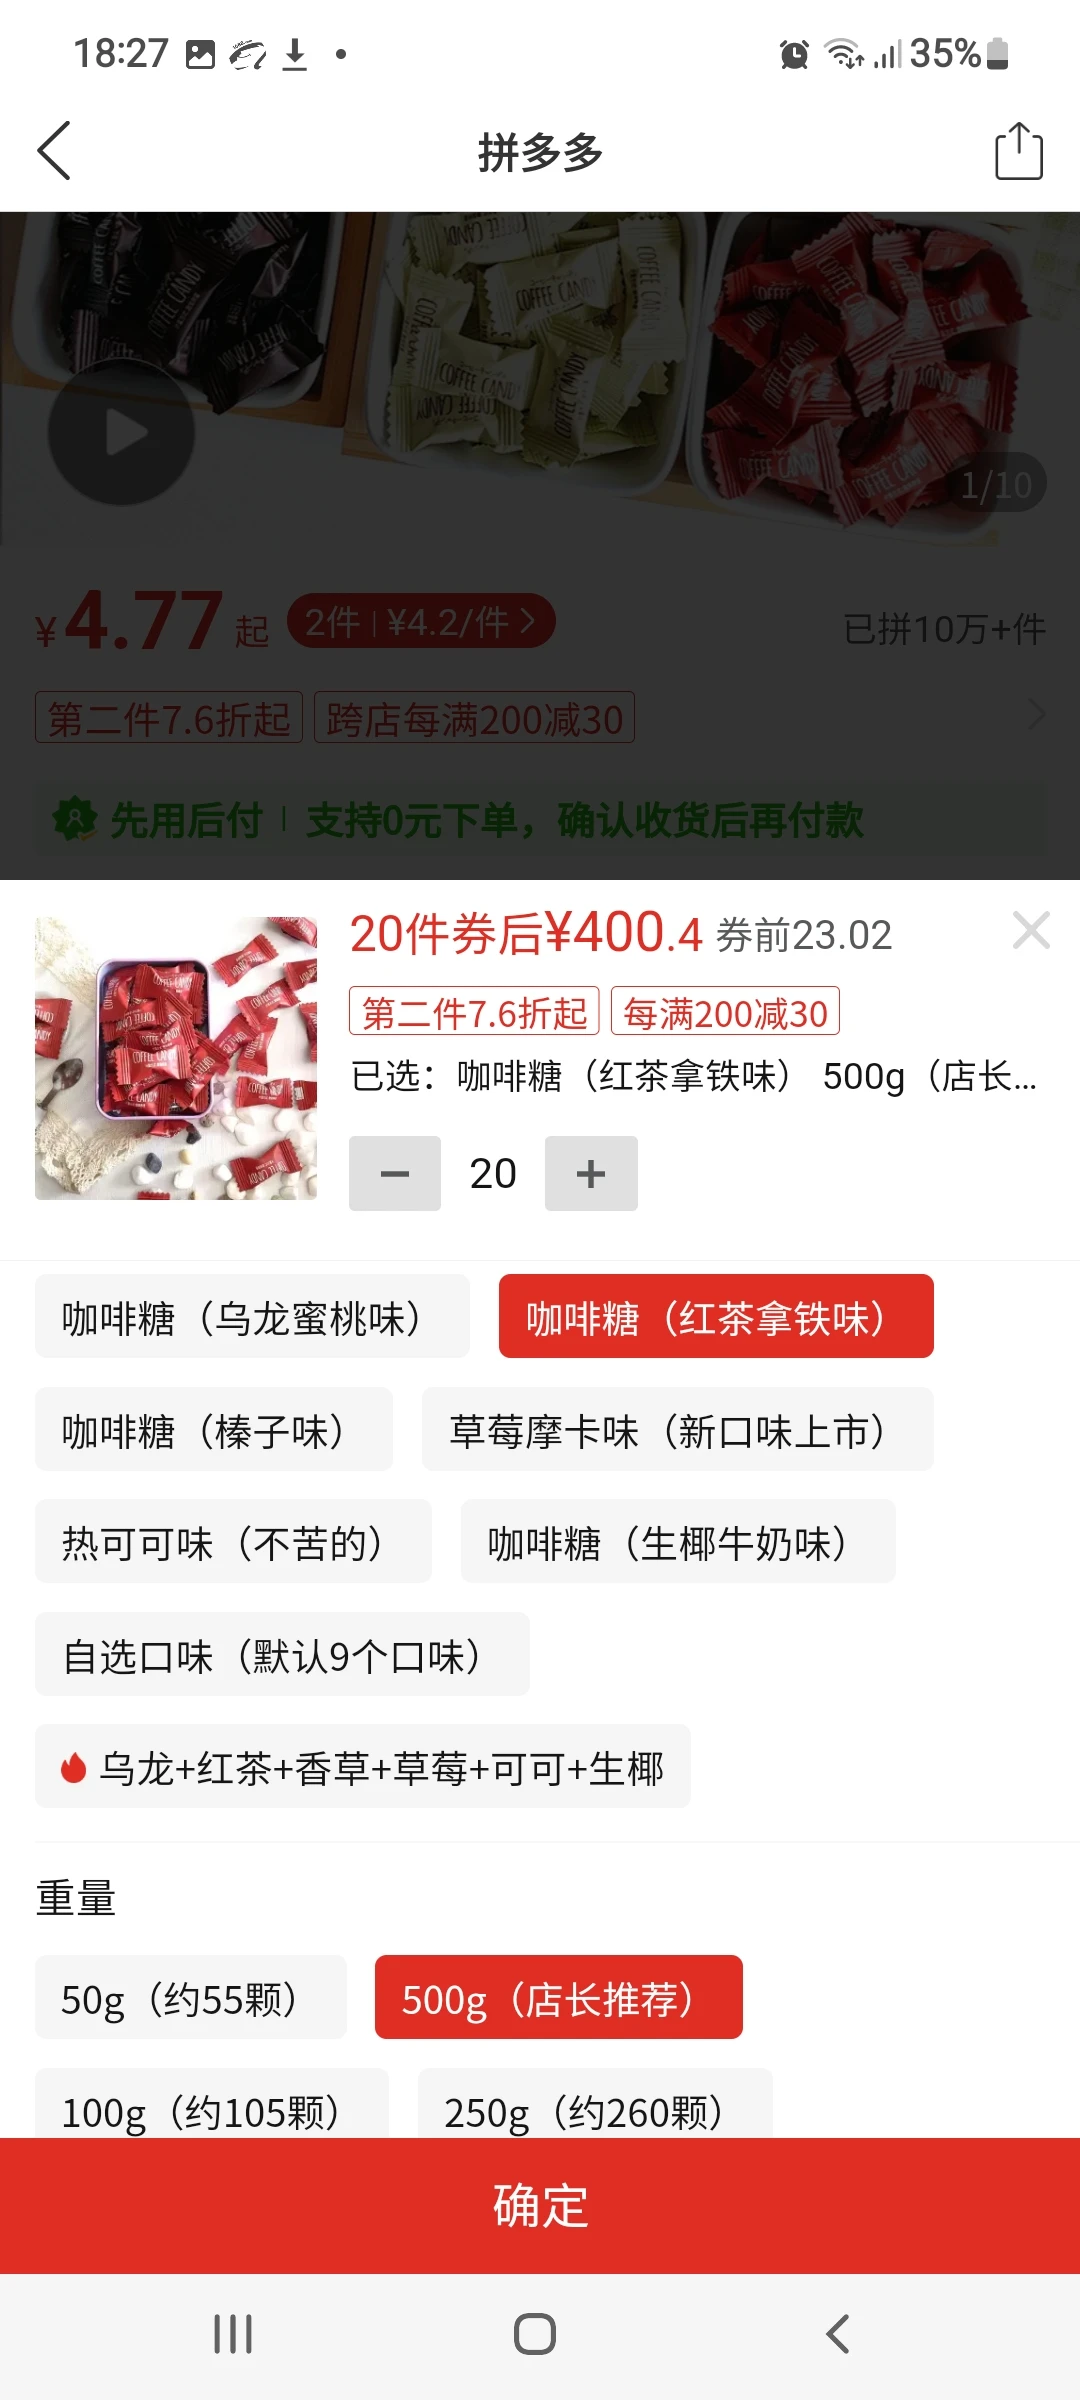 18:27
35%
拼多多
COFFEE CANDY
1/10
¥4.77 起 2件 ¥4.2/件 已拼10万+件
第二件7.6折起 跨店每满200减30
先用后付 支持0元下单，确认收货后再付款
20件券后¥400.4 券前23.02
第二件7.6折起 每满200减30
已选：咖啡糖（红茶拿铁味） 500g（店长...
20
咖啡糖（乌龙蜜桃味） 咖啡糖（红茶拿铁味）
咖啡糖（榛子味） 草莓摩卡味（新口味上市）
热可可味（不苦的） 咖啡糖（生椰牛奶味）
自选口味（默认9个口味）
乌龙+红茶+香草+草莓+可可+生椰
重量
50g（约55颗） 500g（店长推荐）
100g（约105颗） 250g（约260颗）
确定